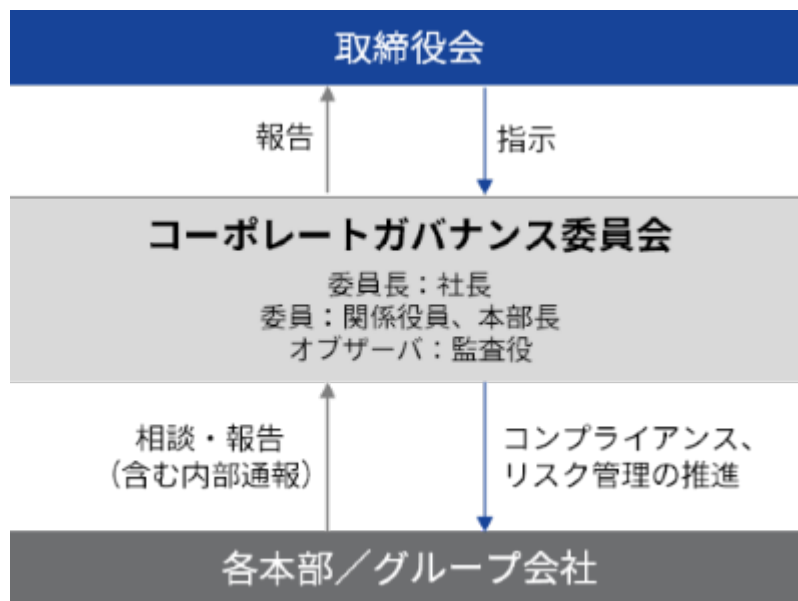 取締役会
報告
指示
コーポレートガバナンス委員会
委員長：社長
委員：関係役員、本部長
オブザーバ：監査役
相談・報告
（含む内部通報）
コンプライアンス、
リスク管理の推進
各本部／グループ会社